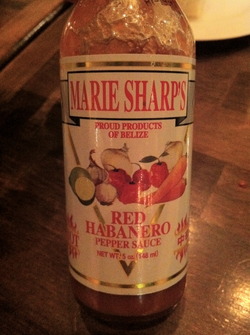 MARIE SHARP'S
PROUD PRODUCTS
OF BELIZE
RED
HABANERO
PEPPER SAUCE
NET WT. 5 oz. (148 ml)